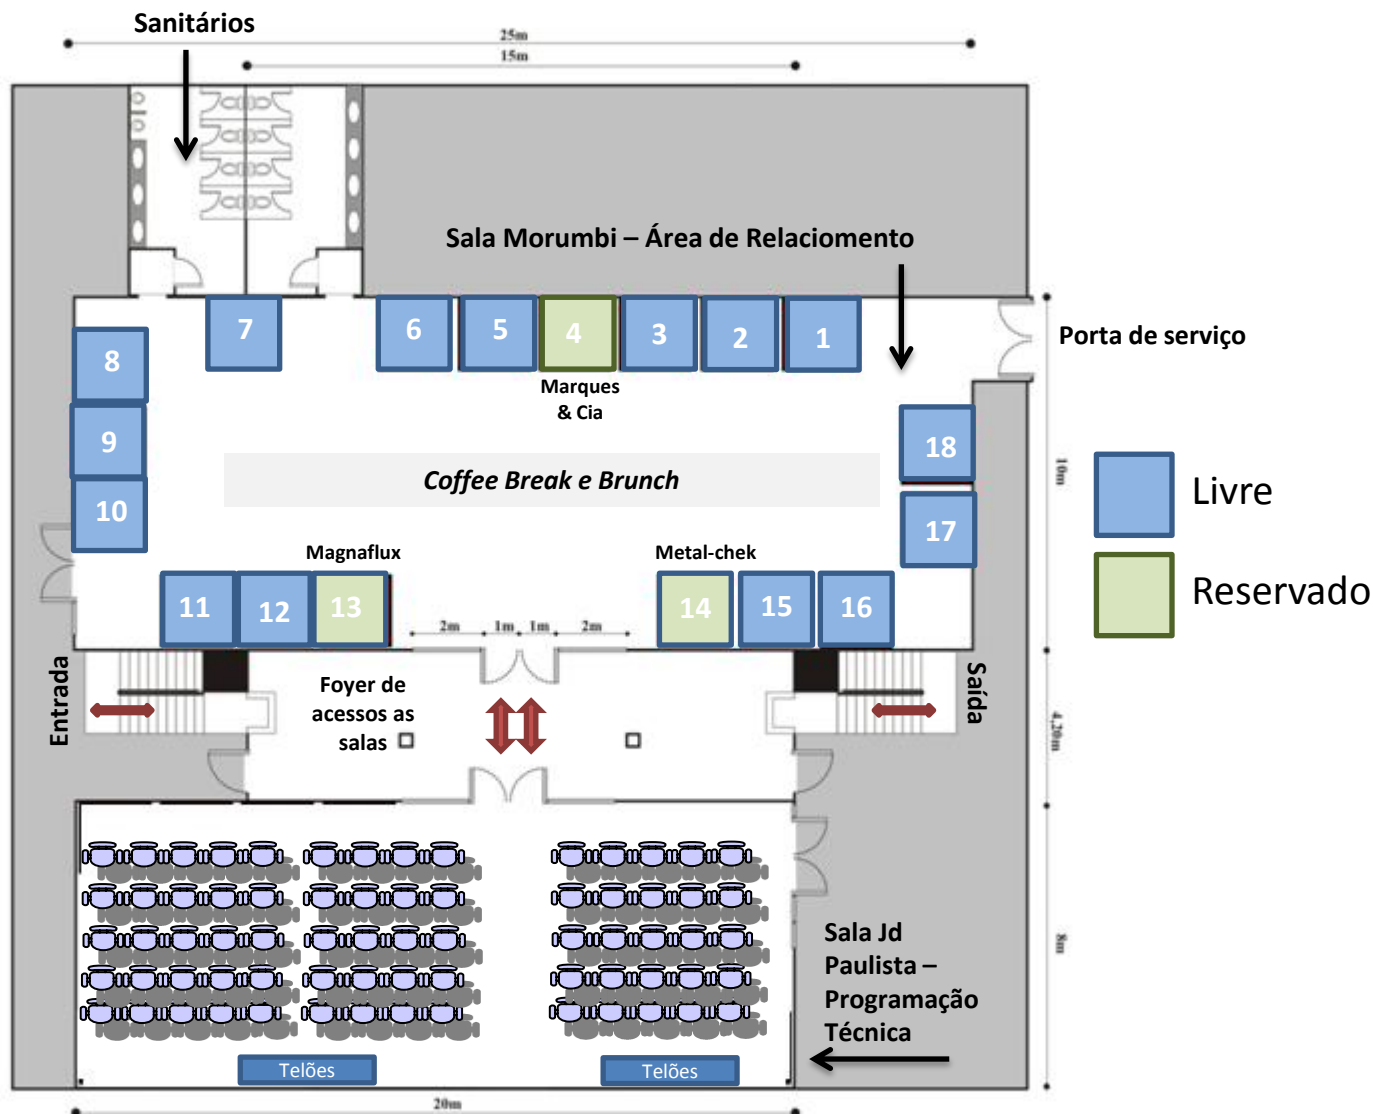 Sanitários
25m
15m
Sala Morumbi – Área de Relaciomento
Porta de serviço
7
6
5
4
3
2
1
8
Marques
& Cia
9
18
Coffee Break e Brunch
10m
Livre
10
17
Magnaflux
Metal-chek
Reservado
11
12
13
14
15
16
2m
1m
1m
2m
Entrada
Foyer de
acessos as
salas
Saída
4,20m
Sala Jd
Paulista –
Programação
Técnica
8m
Telões
Telões
20m